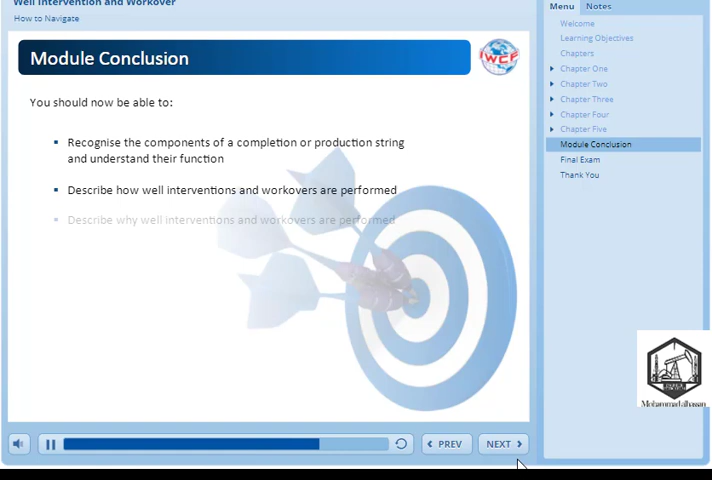 Well Intervention and Workover
How to Navigate
Menu
Notes
Module Conclusion
IWCF
You should now be able to:
▪ Recognise the components of a completion or production string
and understand their function
▪ Describe how well interventions and workovers are performed
▪ Describe why well interventions and workovers are performed
Welcome
Learning Objectives
Chapters
Chapter One
Chapter Two
Chapter Three
Chapter Four
Chapter Five
Module Conclusion
Final Exam
Thank You
Mohammad alhassan
PREV
NEXT